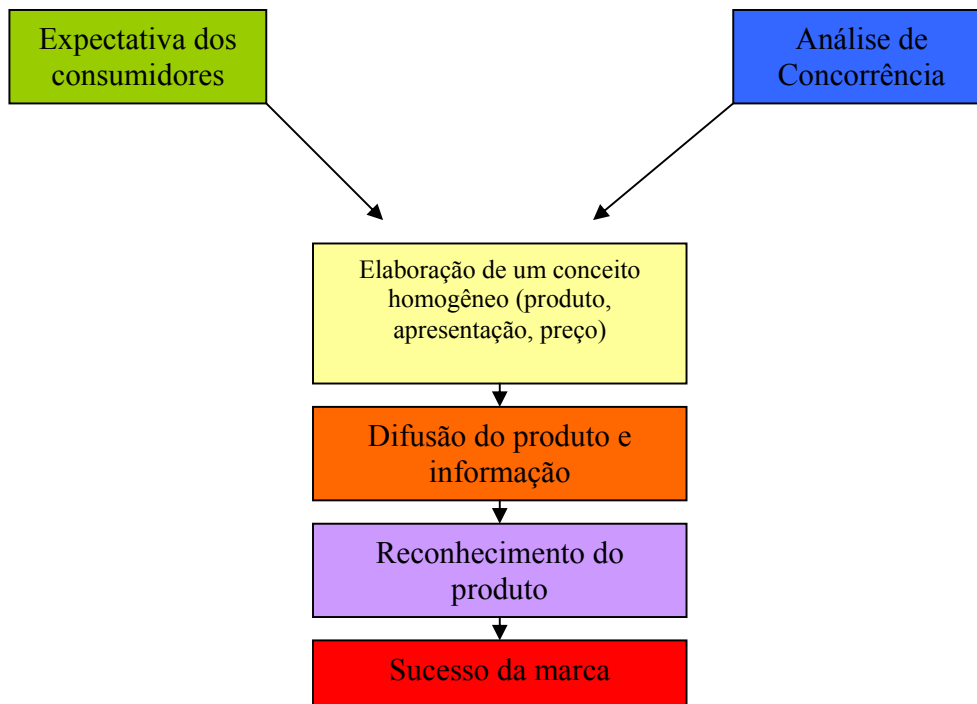 Expectativa dos
consumidores
Análise de
Concorrência
Elaboração de um conceito
homogêneo (produto,
apresentação, preço)
Difusão do produto e
informação
Reconhecimento do
produto
Sucesso da marca